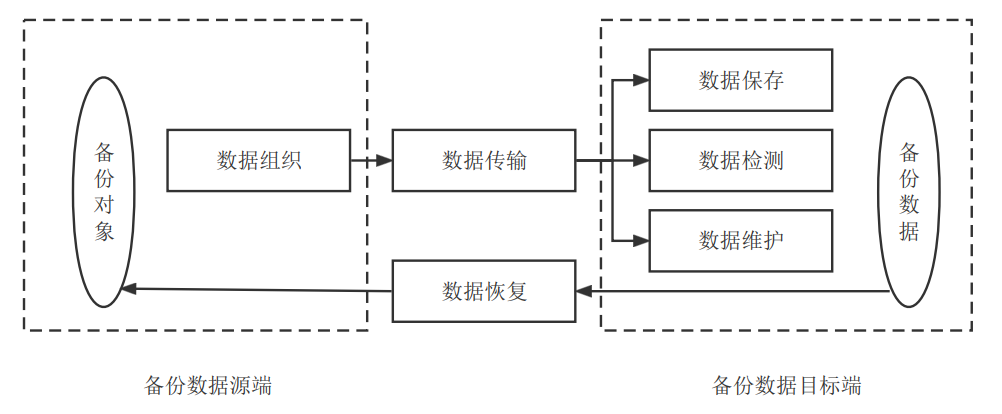 备份对象
数据组织
数据传输
数据保存
数据检测
数据维护
备份数据
数据恢复
备份数据源端
备份数据目标端